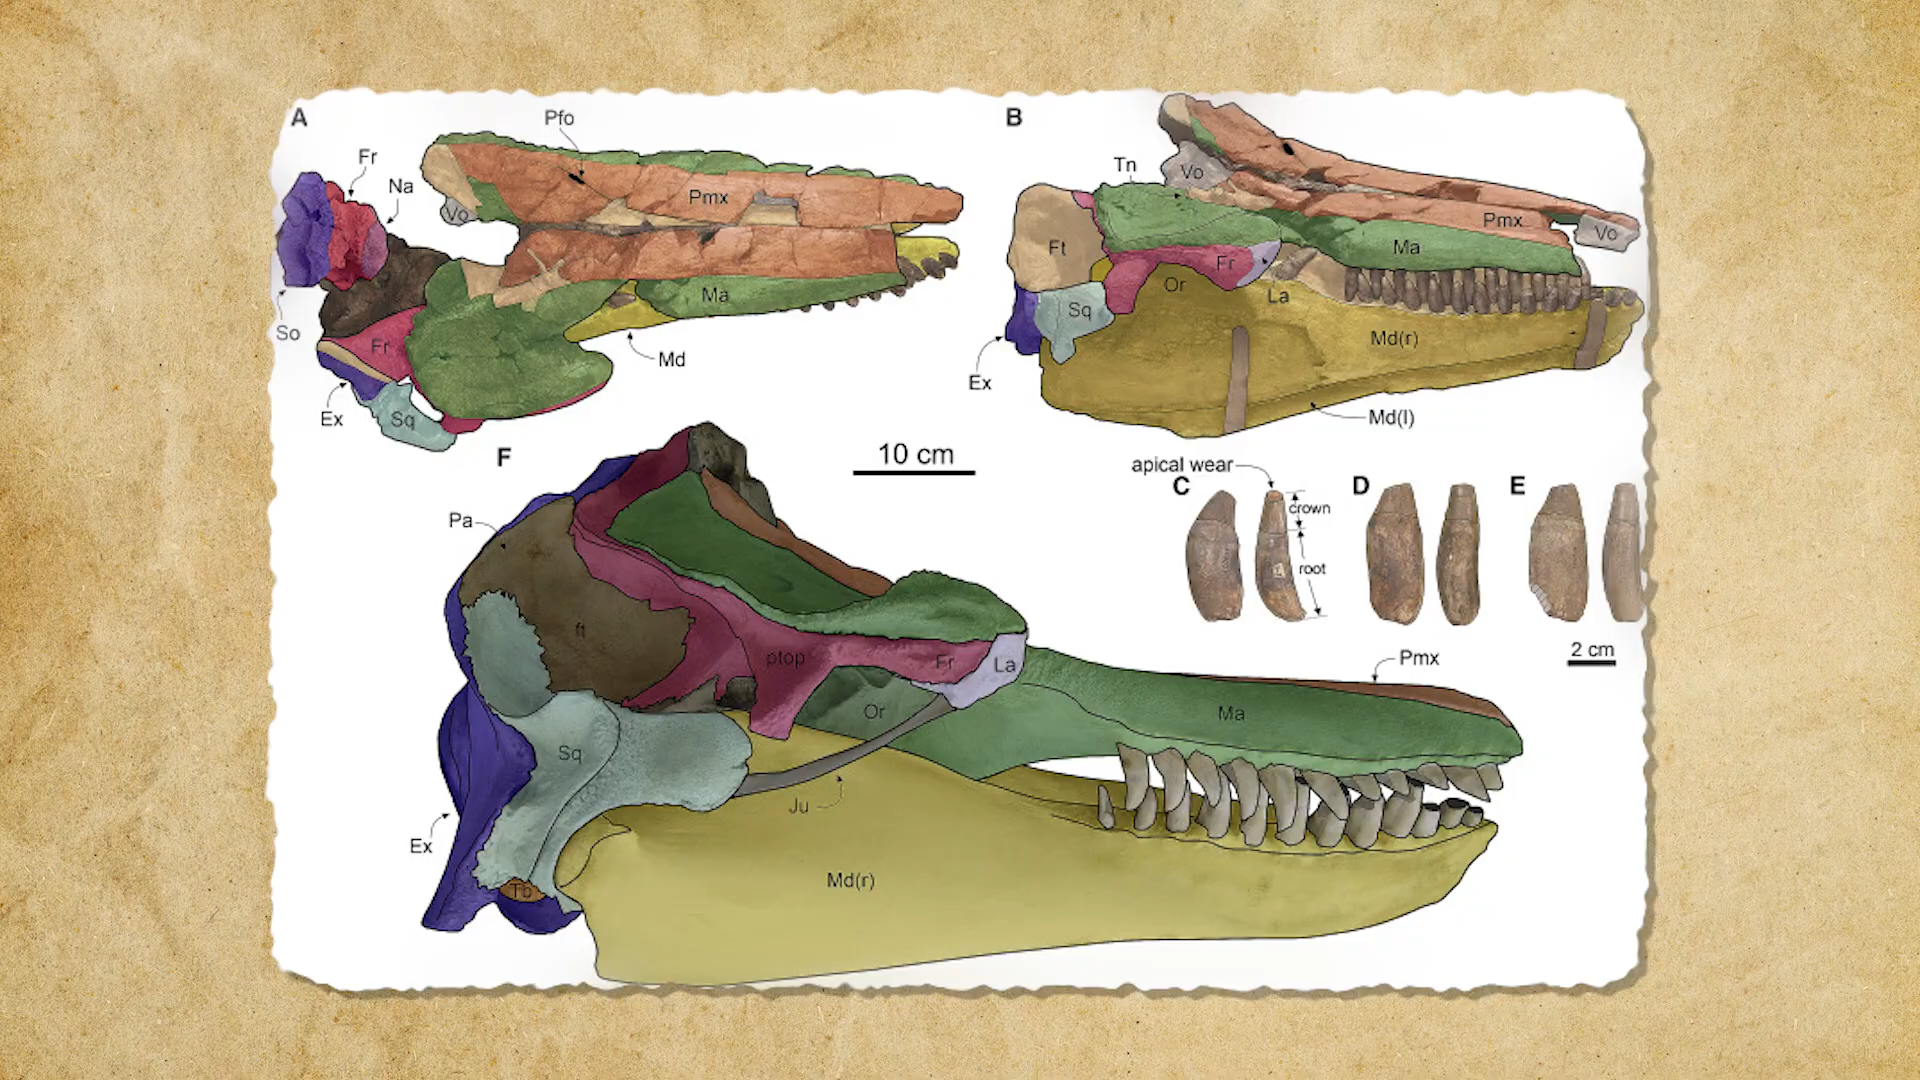 A
Pfo
Fr
Na
Vo
Pmx
So
Fr
Ma
Md
Ex
Sq
B
Tn
Vo
Pmx
Vo
Ft
Fr
Ma
Or
La
Sq
Md(r)
Ex
Md(l)
10 cm
apical wear
C
crown
root
D
E
2 cm
F
Pa
ft
ptop
Fr
La
Pmx
Or
Ma
Sq
Ju
Ex
Md(r)
Tb